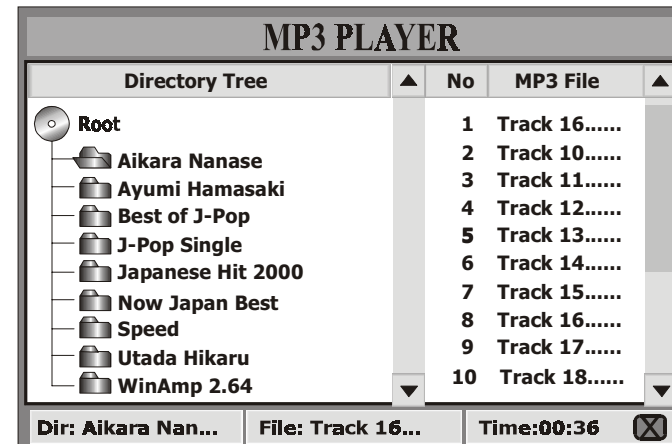 MP3 PLAYER
Directory Tree
No MP3 File
Root
Aikara Nanase
Ayumi Hamasaki
Best of J-Pop
J-Pop Single
Japanese Hit 2000
Now Japan Best
Speed
Utada Hikaru
WinAmp 2.64
1 Track 16......
2 Track 10......
3 Track 11......
4 Track 12......
5 Track 13......
6 Track 14......
7 Track 15......
8 Track 16......
9 Track 17......
10 Track 18......
Dir: Aikara Nan...
File: Track 16...
Time:00:36